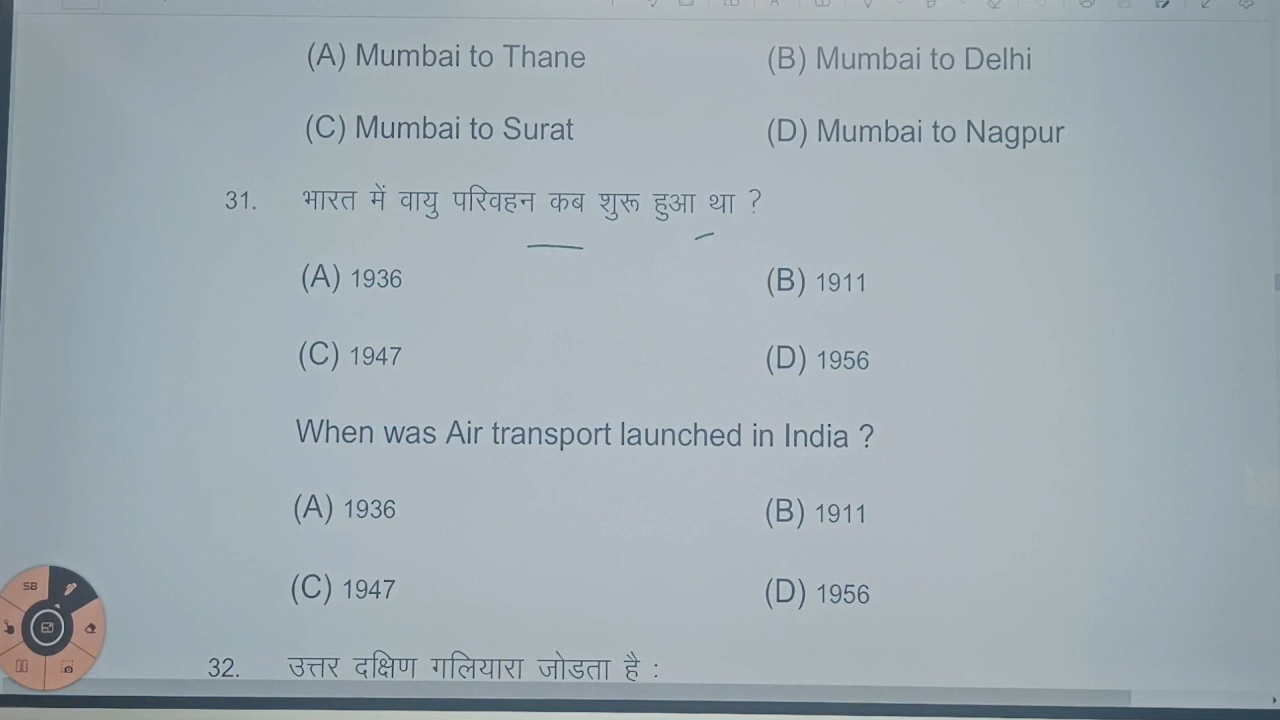 (A) Mumbai to Thane (B) Mumbai to Delhi
(C) Mumbai to Surat (D) Mumbai to Nagpur
31. भारत में वायु परिवहन कब शुरू हुआ था ?
(A) 1936 (B) 1911
(C) 1947 (D) 1956
When was Air transport launched in India ?
(A) 1936 (B) 1911
(C) 1947 (D) 1956
SB
32. उत्तर दक्षिण गलियारा जोडता है :